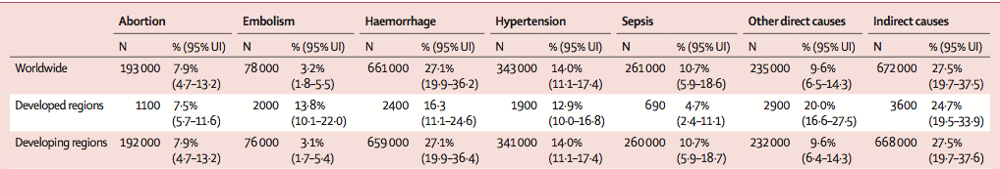 Abortion Embolism Haemorrhage Hypertension Sepsis Other direct causes Indirect causes
N % (95% UI) N % (95% UI) N % (95% UI) N % (95% UI) N % (95% UI) N % (95% UI) N % (95% UI)
Worldwide 193 000 7·9% 78 000 3·2% 661 000 27·1% 343 000 14·0% 261 000 10·7% 235 000 9·6% 672 000 27·5%
(4·7–13·2) (1·8–5·5) (19·9–36·2) (11·1–17·4) (5·9–18·6) (6·5–14·3) (19·7–37·5)
Developed regions 1100 7·5% 2000 13·8% 2400 16·3 1900 12·9% 690 4·7% 2900 20·0% 3600 24·7%
(5·7–11·6) (10·1–22·0) (11·1–24·6) (10·0–16·8) (2·4–11·1) (16·6–27·5) (19·5–33·9)
Developing regions 192 000 7·9% 76 000 3·1% 659 000 27·1% 341 000 14·0% 260 000 10·7% 232 000 9·6% 668 000 27·5%
(4·7–13·2) (1·7–5·4) (19·9–36·4) (11·1–17·4) (5·9–18·7) (6·4–14·3) (19·7–37·6)